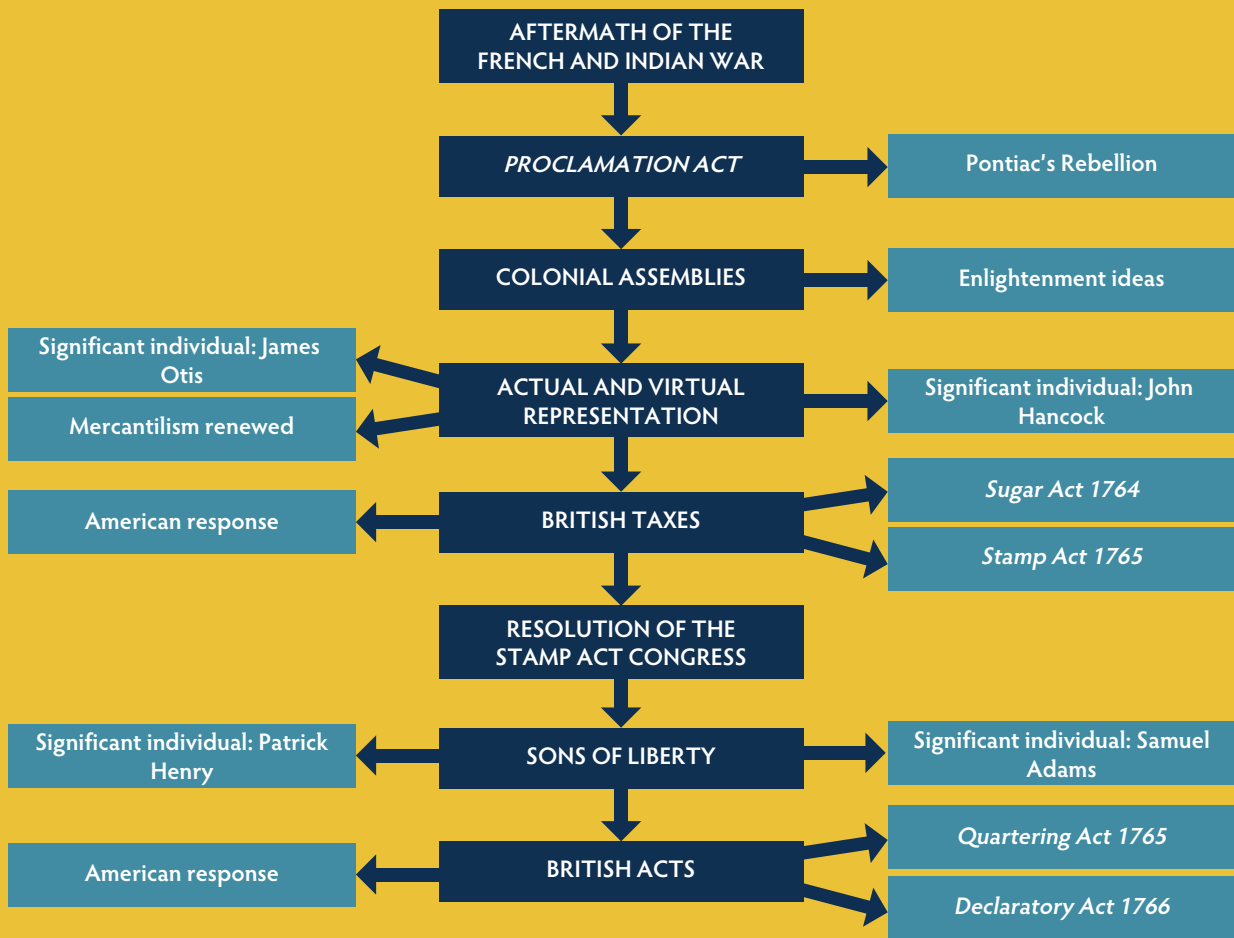 AFTERMATH OF THE
FRENCH AND INDIAN WAR
PROCLAMATION ACT
Pontiac's Rebellion
COLONIAL ASSEMBLIES
Enlightenment ideas
Significant individual: James
Otis
Mercantilism renewed
ACTUAL AND VIRTUAL
REPRESENTATION
Significant individual: John
Hancock
American response
BRITISH TAXES
Sugar Act 1764
Stamp Act 1765
RESOLUTION OF THE
STAMP ACT CONGRESS
Significant individual: Patrick
Henry
SONS OF LIBERTY
Significant individual: Samuel
Adams
American response
BRITISH ACTS
Quartering Act 1765
Declaratory Act 1766